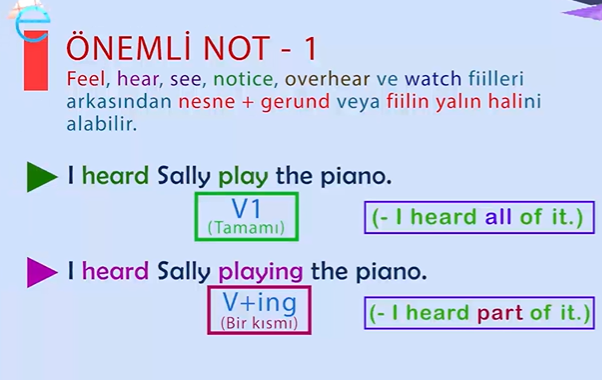 ÖNEMLİ NOT - 1
Feel, hear, see, notice, overhear ve watch fiilleri
arkasından nesne + gerund veya fiilin yalın halini
alabilir.
I heard Sally play the piano.
V1
(Tamamı)
(- I heard all of it.)
I heard Sally playing the piano.
V+ing
(Bir kısmı)
(- I heard part of it.)